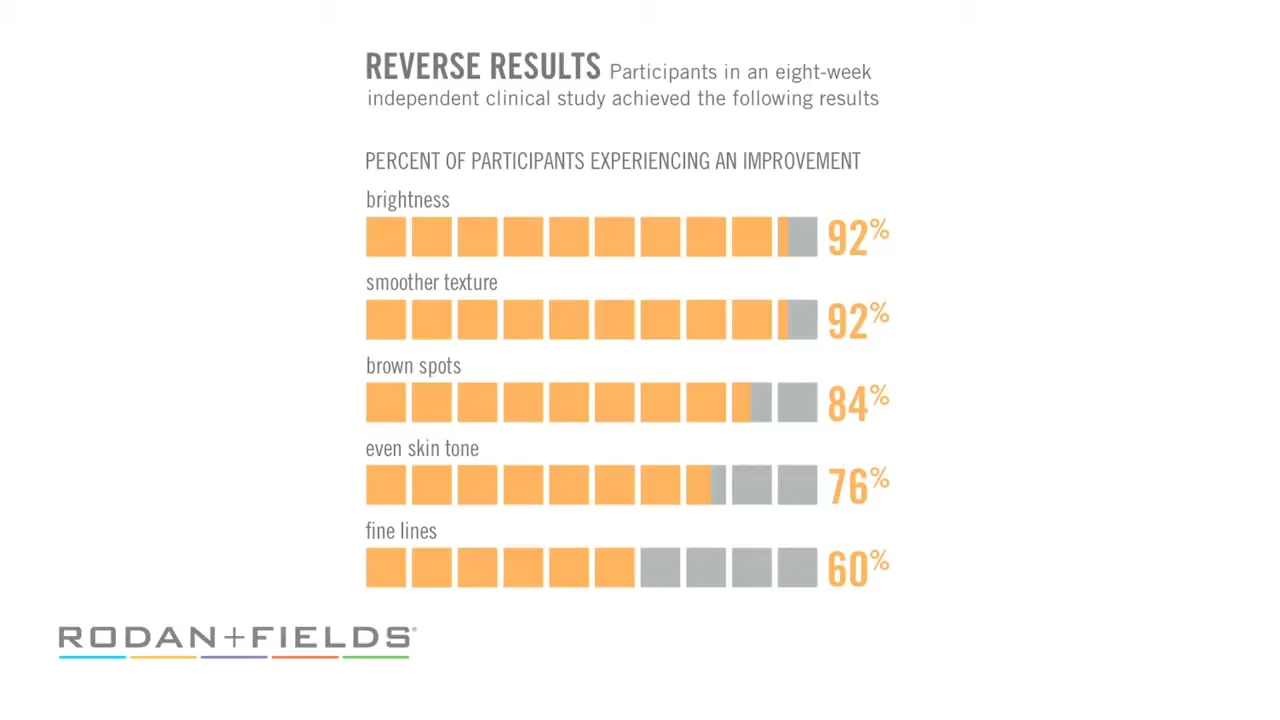 REVERSE RESULTS Participants in an eight-week
independent clinical study achieved the following results
PERCENT OF PARTICIPANTS EXPERIENCING AN IMPROVEMENT
brightness
92%
smoother texture
92%
brown spots
84%
even skin tone
76%
fine lines
60%
RODAN+FIELDS®